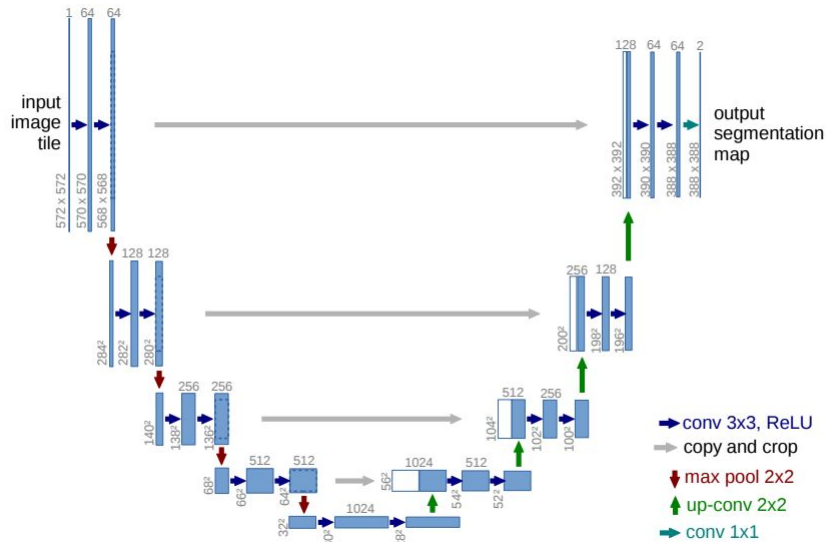 1 64 64
128 64 64 2
input
image
tile
output
segmentation
map
572 x 572
570 x 570
568 x 568
392 x 392
390 x 390
388 x 388
388 x 388
128 128
256 128
284²
282²
280²
200²
198²
196²
256 256
512 256
140²
138²
136²
104²
102²
100²
512 512
1024 512
68²
66²
64²
56²
54²
52²
1024
32²
conv 3x3, ReLU
copy and crop
max pool 2x2
up-conv 2x2
conv 1x1